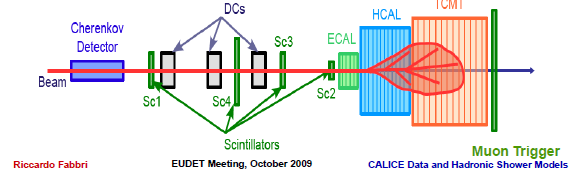 DCs
TCMT
HCAL
Cherenkov
Detector
Sc3
ECAL
Beam
Sc1
Sc4
Sc2
Scintillators
Muon Trigger
Riccardo Fabbri
EUDET Meeting, October 2009
CALICE Data and Hadronic Shower Models